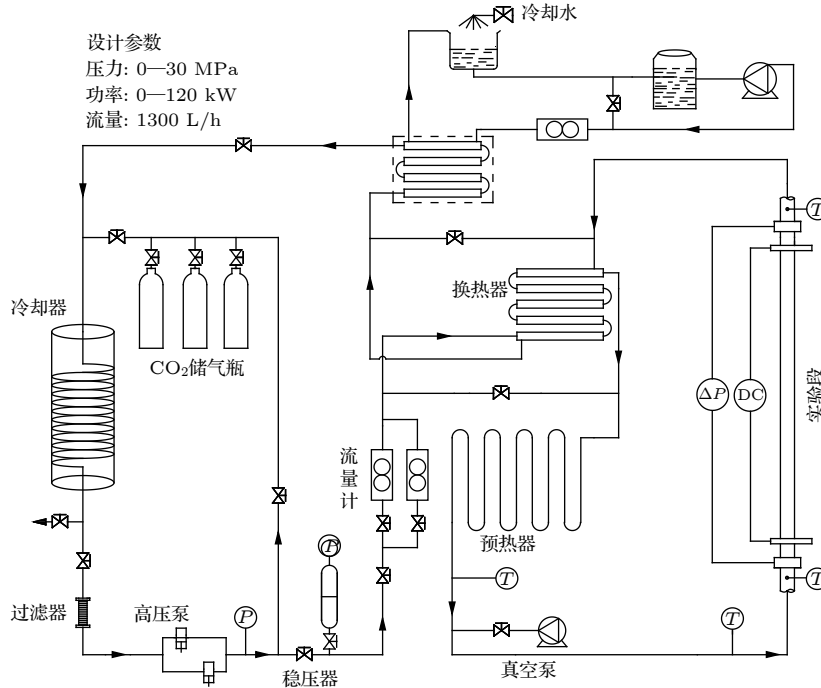 冷却水
设计参数
压力: 0—30 MPa
功率: 0—120 kW
流量: 1300 L/h
T
换热器
冷却器
CO₂储气瓶
ΔP
DC
流量计
P
预热器
T
T
过滤器
高压泵
P
T
稳压器
真空泵